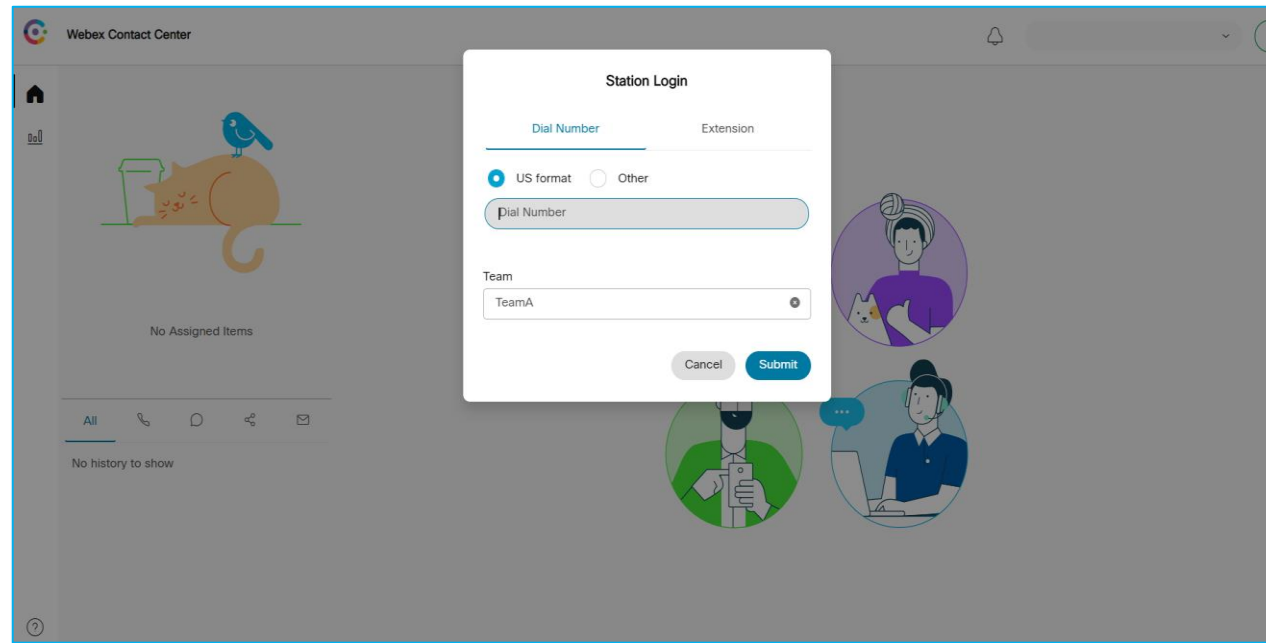 Webex Contact Center
Station Login
Dial Number Extension
US format Other
Dial Number
Team
TeamA
Cancel Submit
No Assigned Items
All
No history to show
?